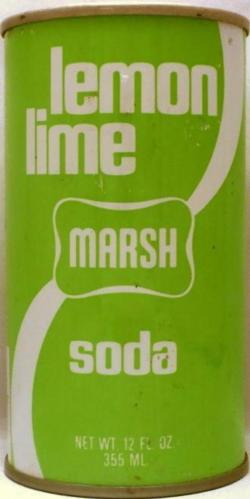 lemon
lime
MARSH
soda
NET WT. 12 FL. OZ.
355 ML